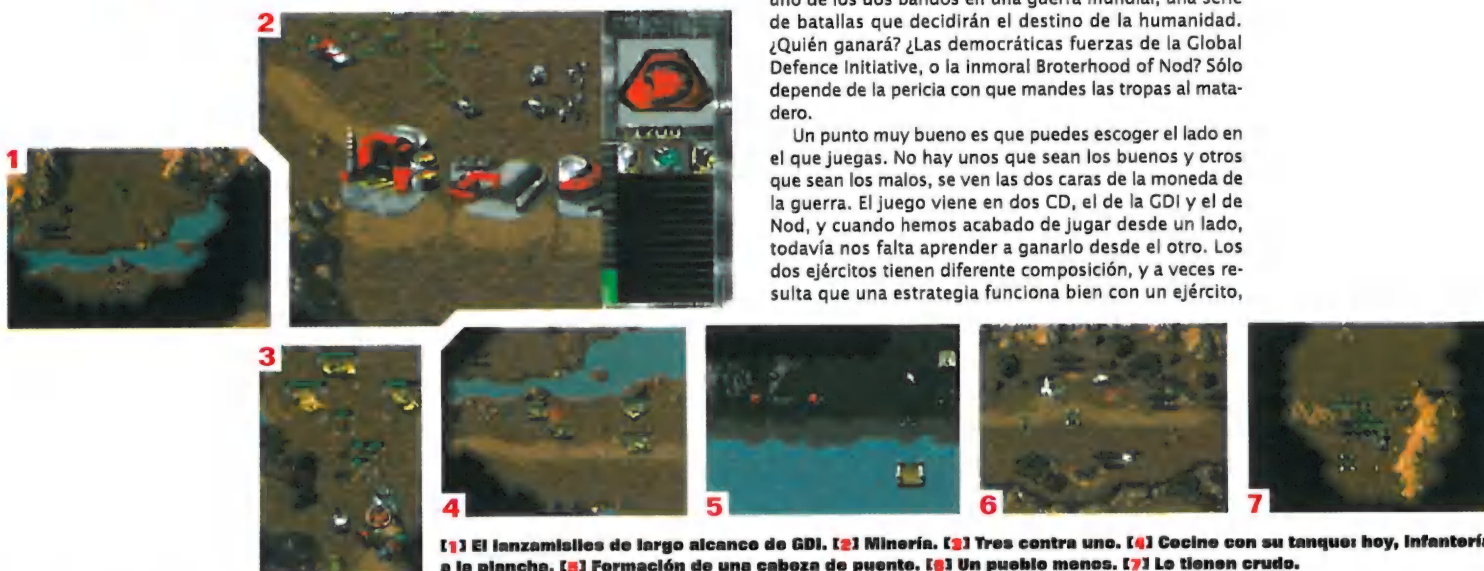 uno de los dos bandos en una guerra mundial, una serie
de batallas que decidirán el destino de la humanidad.
¿Quién ganará? ¿Las democráticas fuerzas de la Global
Defence Initiative, o la inmoral Broterhood of Nod? Sólo
depende de la pericia con que mandes las tropas al mata-
dero.
Un punto muy bueno es que puedes escoger el lado en
el que juegas. No hay unos que sean los buenos y otros
que sean los malos, se ven las dos caras de la moneda de
la guerra. El juego viene en dos CD, el de la GDI y el de
Nod, y cuando hemos acabado de jugar desde un lado,
todavía nos falta aprender a ganarlo desde el otro. Los
dos ejércitos tienen diferente composición, y a veces re-
sulta que una estrategia funciona bien con un ejército,
1
2
3
4
5
6
7
[1] El lanzamisiles de largo alcance de GDI. [2] Minería. [3] Tres contra uno. [4] Cocine con su tanque: hoy, infantería
a la plancha. [5] Formación de una cabeza de puente. [6] Un pueblo menos. [7] Lo tienen crudo.